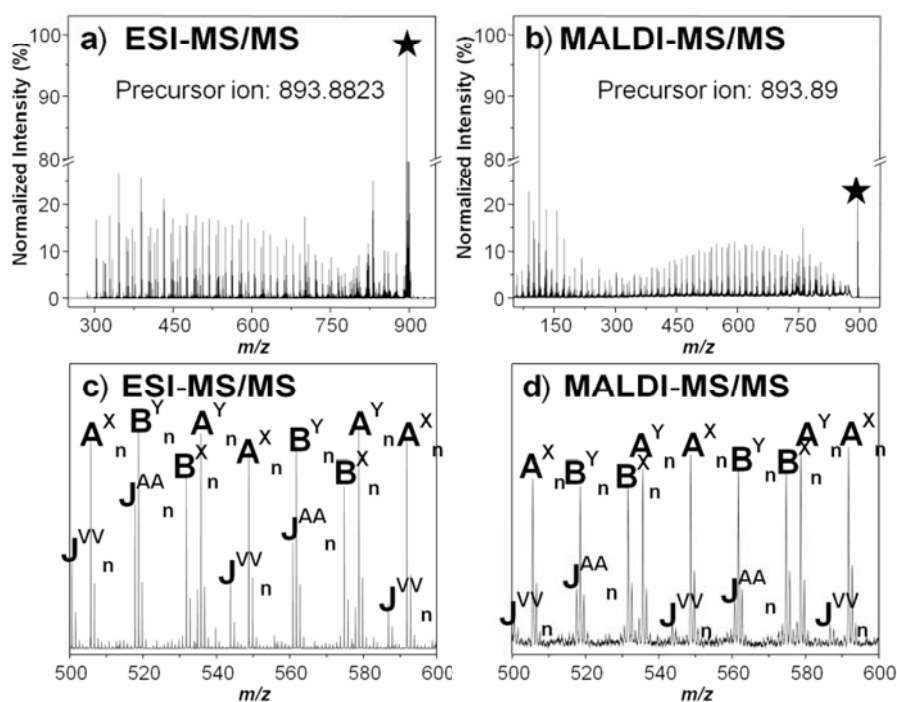 a) ESI-MS/MS
Precursor ion: 893.8823
Normalized Intensity (%)
100
90
80
20
10
0
300 450 600 750 900
m/z
b) MALDI-MS/MS
Precursor ion: 893.89
Normalized Intensity (%)
100
90
80
20
10
0
150 300 450 600 750 900
m/z
c) ESI-MS/MS
J^VV_n A^X_n J^AA_n B^Y_n B^X_n A^Y_n J^VV_n A^X_n J^AA_n B^Y_n B^X_n A^Y_n J^VV_n A^X_n
500 520 540 560 580 600
m/z
d) MALDI-MS/MS
J^VV_n A^X_n J^AA_n B^Y_n B^X_n A^Y_n J^VV_n A^X_n J^AA_n B^Y_n B^X_n A^Y_n J^VV_n A^X_n
500 520 540 560 580 600
m/z